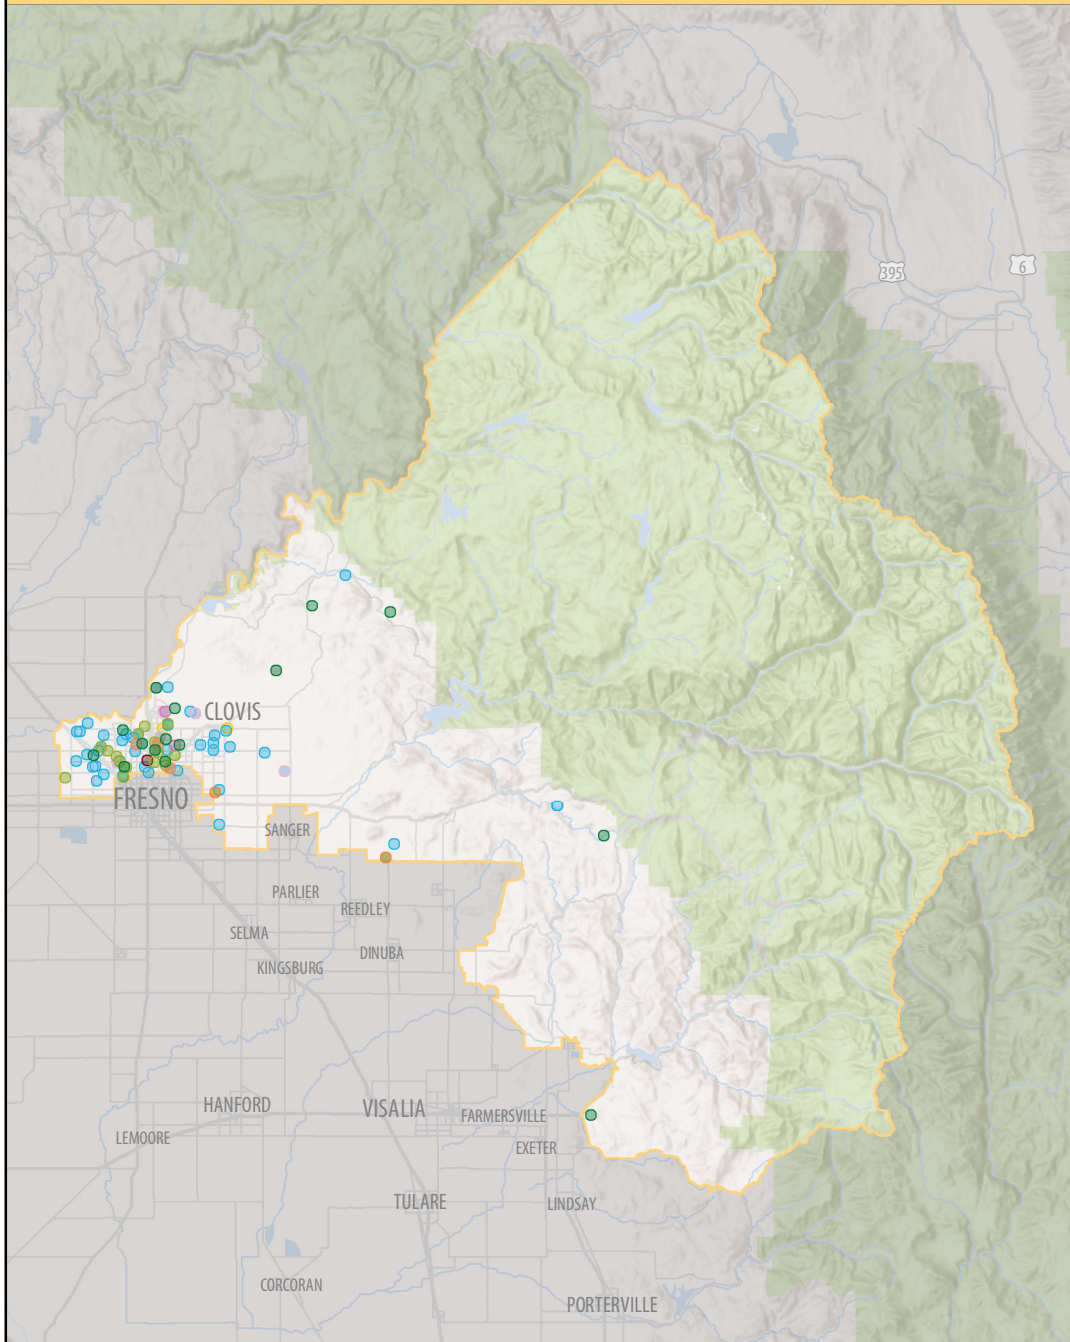 6
395
CLOVIS
FRESNO
SANGER
PARLIER
REEDLEY
SELMA
DINUBA
KINGSBURG
HANFORD
VISALIA
FARMERSVILLE
LEMOORE
EXETER
TULARE
LINDSAY
CORCORAN
PORTERVILLE